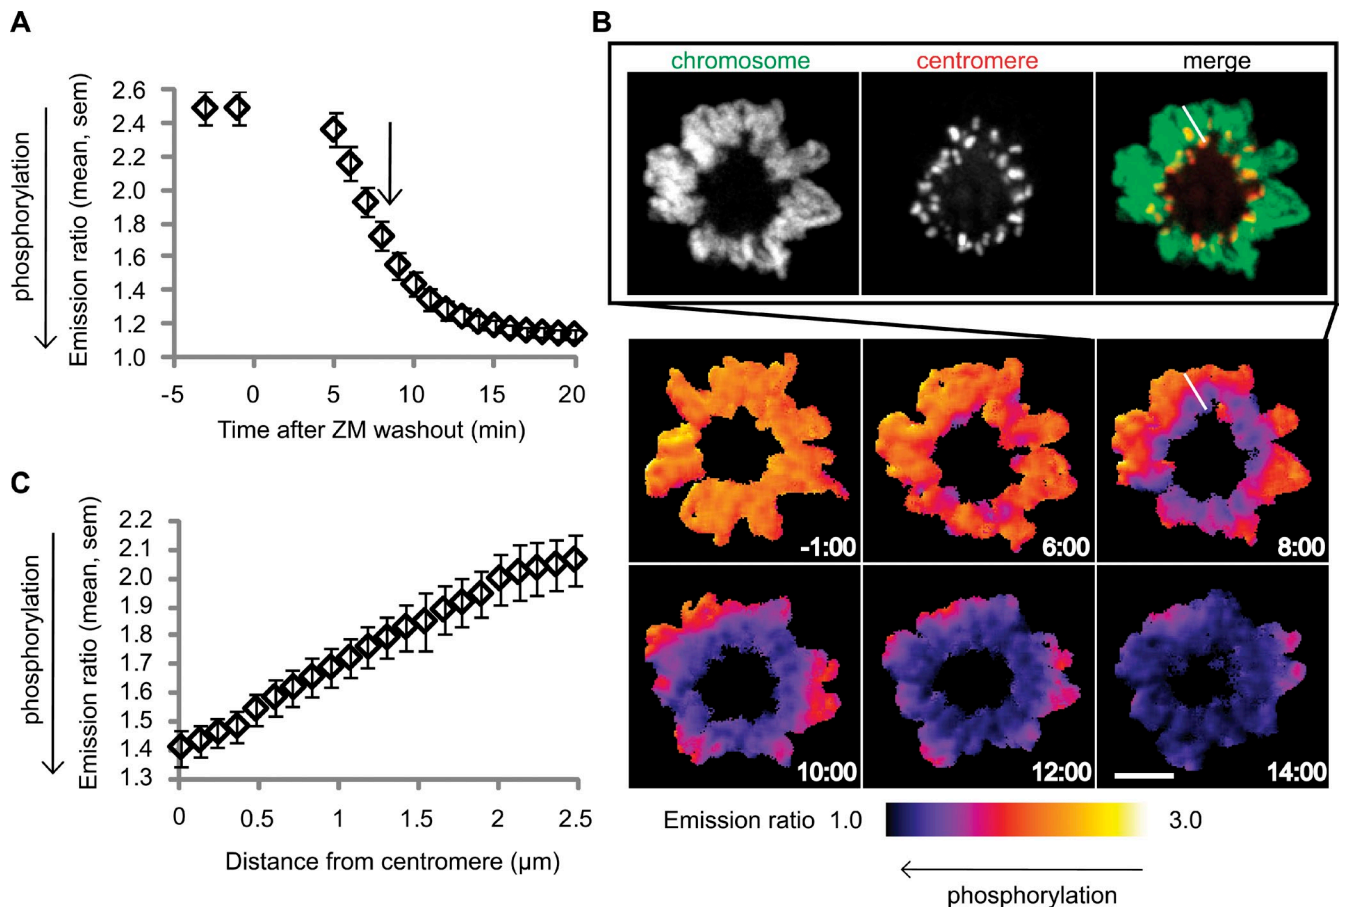 A
phosphorylation
Emission ratio (mean, sem)
2.6
2.4
2.2
2.0
1.8
1.6
1.4
1.2
1.0
-5 0 5 10 15 20
Time after ZM washout (min)
B
chromosome centromere merge
-1:00 6:00 8:00
10:00 12:00 14:00
Emission ratio 1.0 3.0
phosphorylation
C
phosphorylation
Emission ratio (mean, sem)
2.2
2.1
2.0
1.9
1.8
1.7
1.6
1.5
1.4
1.3
0 0.5 1 1.5 2 2.5
Distance from centromere (μm)